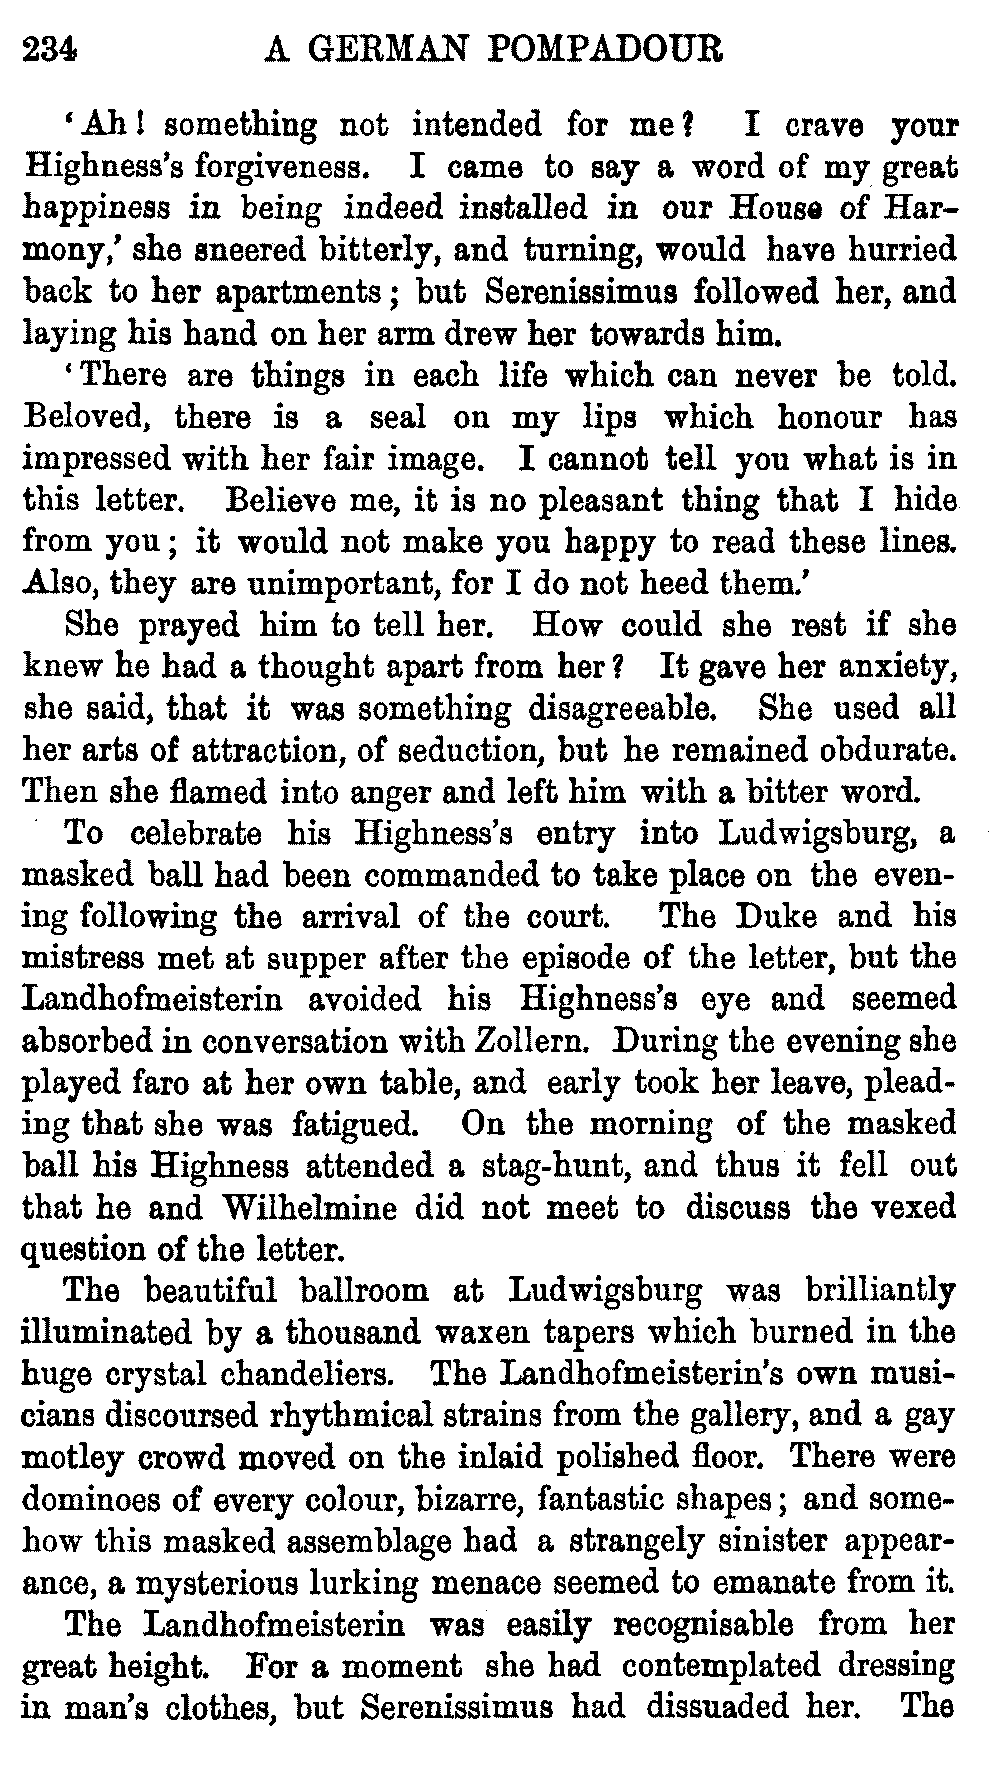 234 A GERMAN POMPADOUR
‘Ah! something not intended for me? I crave your
Highness’s forgiveness. I came to say a word of my great
happiness in being indeed installed in our House of Har-
mony,’ she sneered bitterly, and turning, would have hurried
back to her apartments; but Serenissimus followed her, and
laying his hand on her arm drew her towards him.
‘There are things in each life which can never be told.
Beloved, there is a seal on my lips which honour has
impressed with her fair image. I cannot tell you what is in
this letter. Believe me, it is no pleasant thing that I hide
from you; it would not make you happy to read these lines.
Also, they are unimportant, for I do not heed them.’
She prayed him to tell her. How could she rest if she
knew he had a thought apart from her? It gave her anxiety,
she said, that it was something disagreeable. She used all
her arts of attraction, of seduction, but he remained obdurate.
Then she flamed into anger and left him with a bitter word.
To celebrate his Highness’s entry into Ludwigsburg, a
masked ball had been commanded to take place on the even-
ing following the arrival of the court. The Duke and his
mistress met at supper after the episode of the letter, but the
Landhofmeisterin avoided his Highness’s eye and seemed
absorbed in conversation with Zollern. During the evening she
played faro at her own table, and early took her leave, plead-
ing that she was fatigued. On the morning of the masked
ball his Highness attended a stag-hunt, and thus it fell out
that he and Wilhelmine did not meet to discuss the vexed
question of the letter.
The beautiful ballroom at Ludwigsburg was brilliantly
illuminated by a thousand waxen tapers which burned in the
huge crystal chandeliers. The Landhofmeisterin’s own musi-
cians discoursed rhythmical strains from the gallery, and a gay
motley crowd moved on the inlaid polished floor. There were
dominoes of every colour, bizarre, fantastic shapes; and some-
how this masked assemblage had a strangely sinister appear-
ance, a mysterious lurking menace seemed to emanate from it.
The Landhofmeisterin was easily recognisable from her
great height. For a moment she had contemplated dressing
in man’s clothes, but Serenissimus had dissuaded her. The